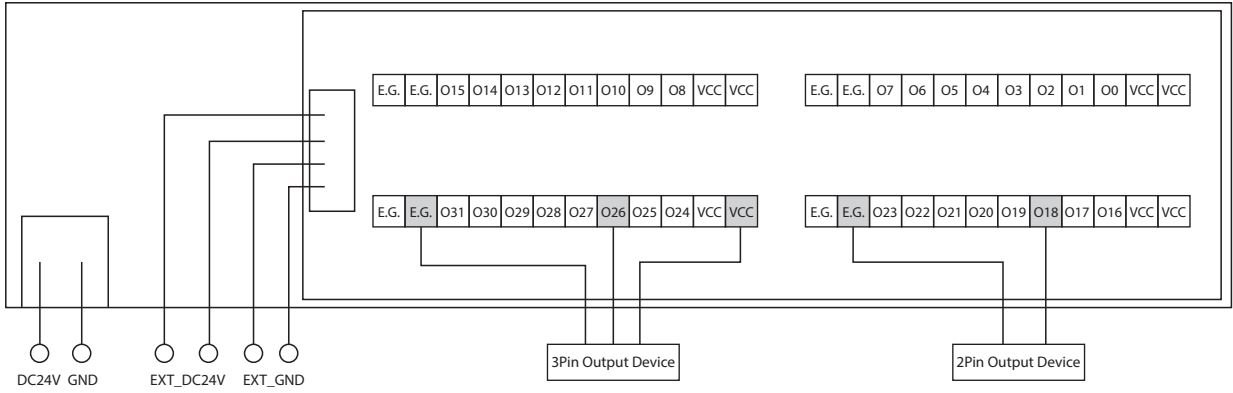 E.G. E.G. O15 O14 O13 O12 O11 O10 O9 O8 VCC VCC
E.G. E.G. O7 O6 O5 O4 O3 O2 O1 O0 VCC VCC
E.G. E.G. O31 O30 O29 O28 O27 O26 O25 O24 VCC VCC
E.G. E.G. O23 O22 O21 O20 O19 O18 O17 O16 VCC VCC
3Pin Output Device
2Pin Output Device
DC24V GND
EXT_DC24V
EXT_GND